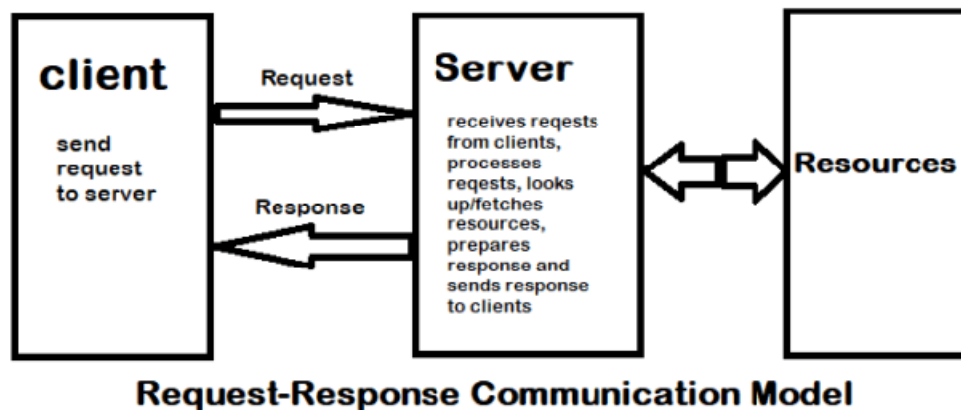 client
send
request
to server
Request
Response
Server
receives reqests
from clients,
processes
reqests, looks
up/fetches
resources,
prepares
response and
sends response
to clients
Resources
Request-Response Communication Model